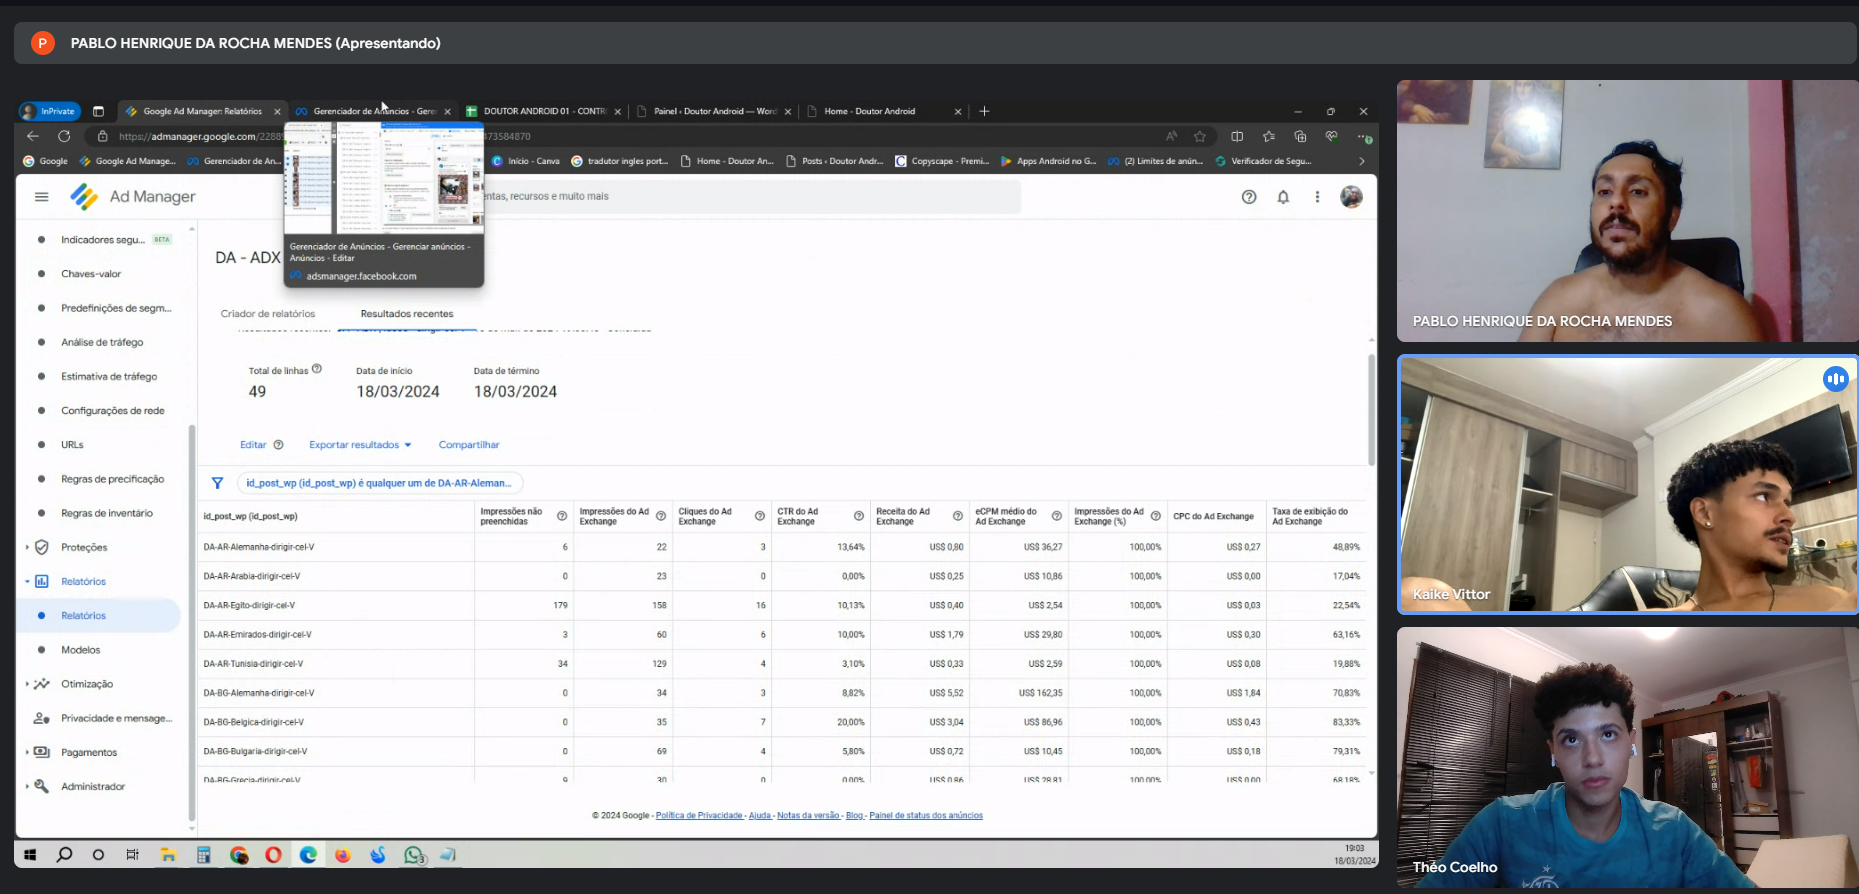 P PABLO HENRIQUE DA ROCHA MENDES (Apresentando)
InPrivate
Google Ad Manager: Relatórios
Gerenciador de Anúncios - Gere
DOUTOR ANDROID 01 - CONTR
Painel ‹ Doutor Android — Word
Home - Doutor Android
https://admanager.google.com/2288
473584870
Google
Google Ad Manage...
Gerenciador de An...
Início - Canva
tradutor ingles port...
Home - Doutor An...
Posts ‹ Doutor Andr...
Copyscape - Premi...
Apps Android no G...
(2) Limites de anún...
Verificador de Segu...
Ad Manager
entas, recursos e muito mais
Gerenciador de Anúncios - Gerenciar anúncios -
Anúncios - Editar
adsmanager.facebook.com
Indicadores segu... BETA
Chaves-valor
Predefinições de segm...
Análise de tráfego
Estimativa de tráfego
Configurações de rede
URLs
Regras de precificação
Regras de inventário
Proteções
Relatórios
Relatórios
Modelos
Otimização
Privacidade e mensage...
Pagamentos
Administrador
DA - ADX
Criador de relatórios
Resultados recentes
Total de linhas
49
Data de início
18/03/2024
Data de término
18/03/2024
Editar
Exportar resultados
Compartilhar
id_post_wp (id_post_wp) é qualquer um de DA-AR-Aleman...
id_post_wp (id_post_wp) Impressões não preenchidas Impressões do Ad Exchange Cliques do Ad Exchange CTR do Ad Exchange Receita do Ad Exchange eCPM médio do Ad Exchange Impressões do Ad Exchange (%) CPC do Ad Exchange Taxa de exibição do Ad Exchange
DA-AR-Alemanha-dirigir-cel-V 6 22 3 13,64% US$ 0,80 US$ 36,27 100,00% US$ 0,27 48,89%
DA-AR-Arabia-dirigir-cel-V 0 23 0 0,00% US$ 0,25 US$ 10,86 100,00% US$ 0,00 17,04%
DA-AR-Egito-dirigir-cel-V 179 158 16 10,13% US$ 0,40 US$ 2,54 100,00% US$ 0,03 22,54%
DA-AR-Emirados-dirigir-cel-V 3 60 6 10,00% US$ 1,79 US$ 29,80 100,00% US$ 0,30 63,16%
DA-AR-Tunisia-dirigir-cel-V 34 129 4 3,10% US$ 0,33 US$ 2,59 100,00% US$ 0,08 19,88%
DA-BG-Alemanha-dirigir-cel-V 0 34 3 8,82% US$ 5,52 US$ 162,35 100,00% US$ 1,84 70,83%
DA-BG-Belgica-dirigir-cel-V 0 35 7 20,00% US$ 3,04 US$ 86,96 100,00% US$ 0,43 83,33%
DA-BG-Bulgaria-dirigir-cel-V 0 69 4 5,80% US$ 0,72 US$ 10,45 100,00% US$ 0,18 79,31%
DA-BG-Grecia-dirigir-cel-V 9 30 0 0,00% US$ 0,86 US$ 28,81 100,00% US$ 0,00 68,18%
© 2024 Google - Política de Privacidade - Ajuda - Notas da versão - Blog - Painel de status dos anúncios
3
19:03
18/03/2024
PABLO HENRIQUE DA ROCHA MENDES
Kaike Vittor
Théo Coelho